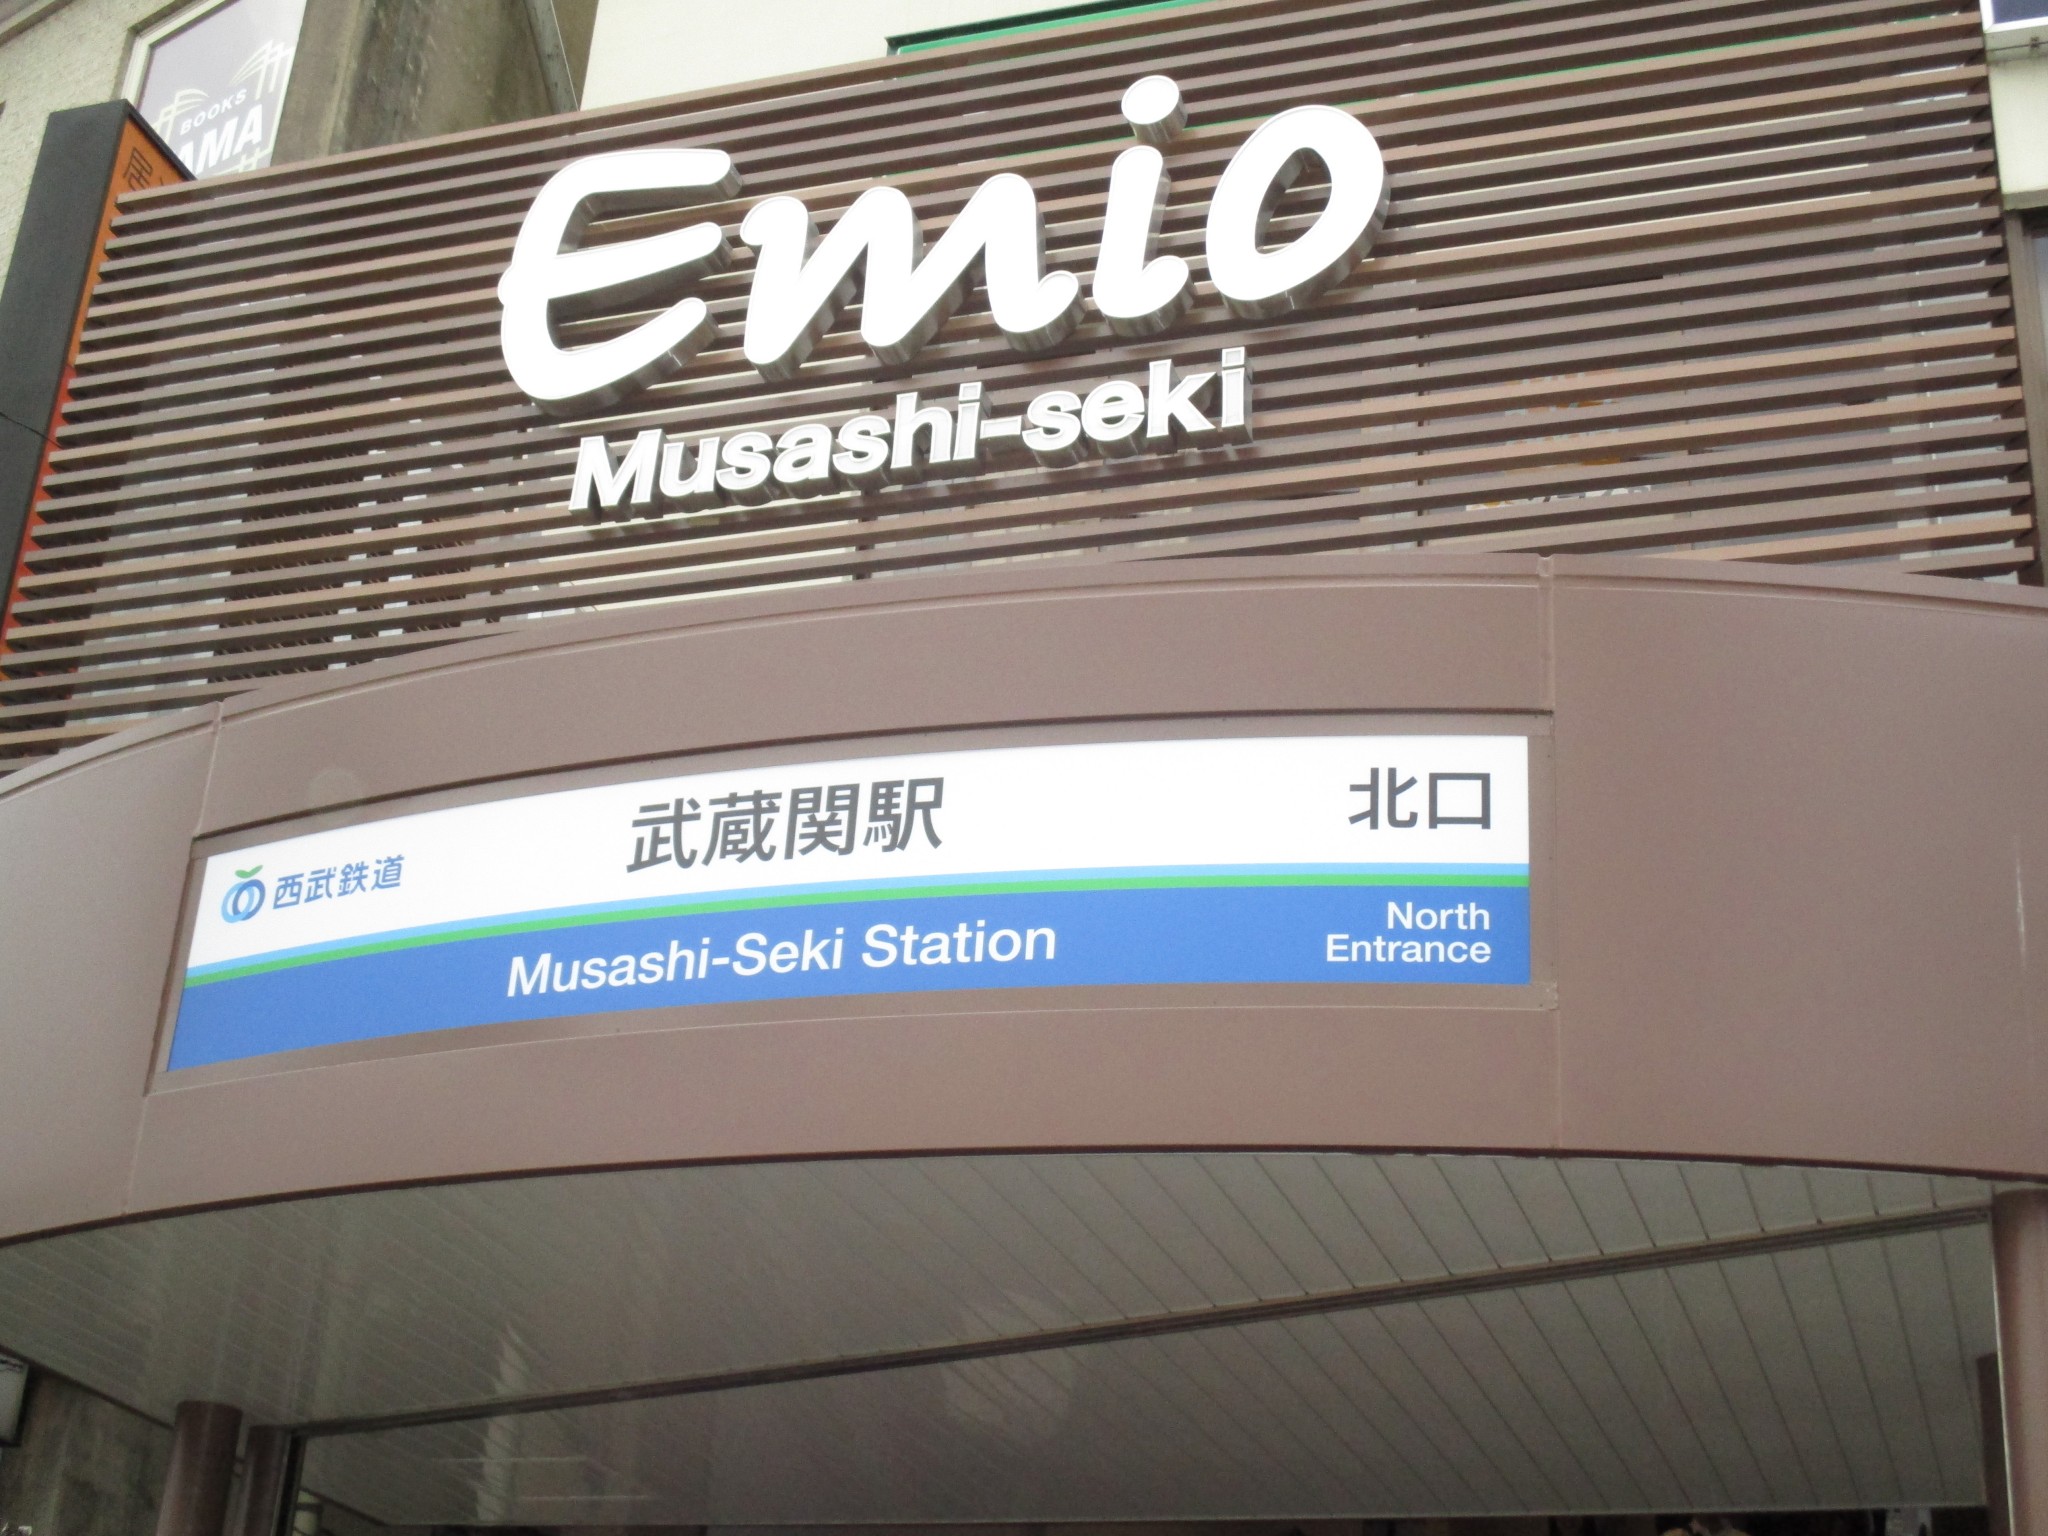 BOOKS
Emio
Musashi-seki
西武鉄道
武蔵関駅
北口
Musashi-Seki Station
North
Entrance